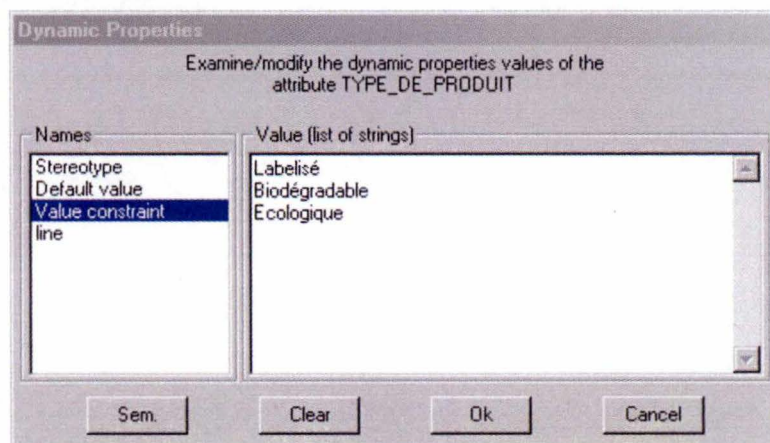 Dynamic Properties
Examine/modify the dynamic properties values of the
attribute TYPE_DE_PRODUIT
Names
Stereotype
Default value
Value constraint
line
Value (list of strings)
Labelisé
Biodégradable
Ecologique
Sem.
Clear
Ok
Cancel